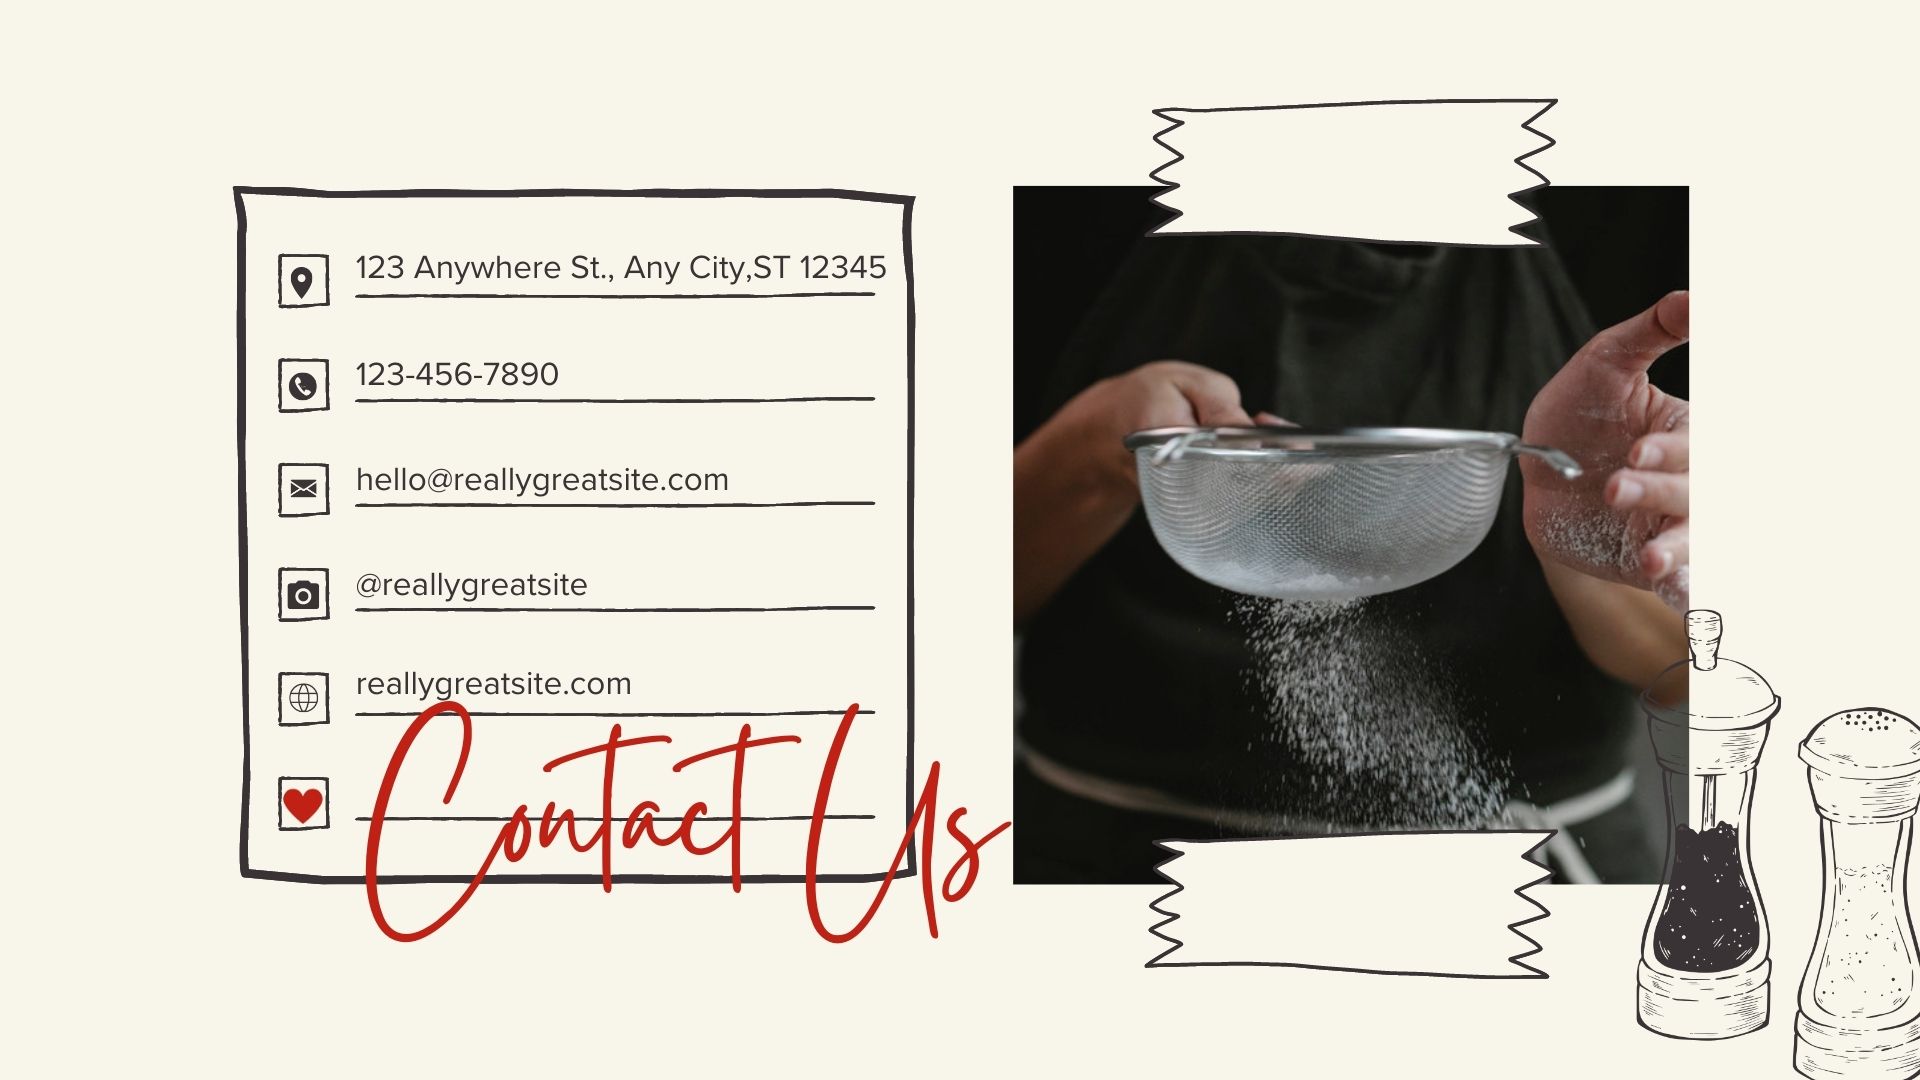 123 Anywhere St., Any City,ST 12345
123-456-7890
hello@reallygreatsite.com
@reallygreatsite
reallygreatsite.com
Contact Us